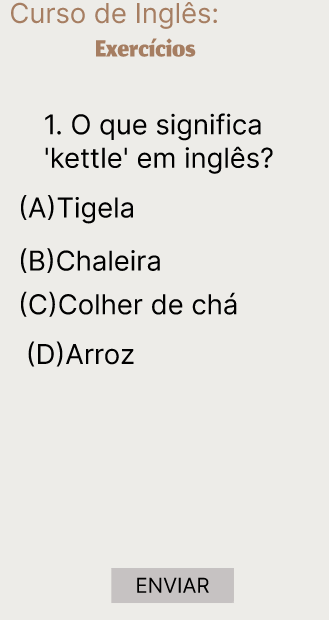 Curso de Inglês:
Exercícios
1. O que significa
'kettle' em inglês?
(A)Tigela
(B)Chaleira
(C)Colher de chá
(D)Arroz
ENVIAR